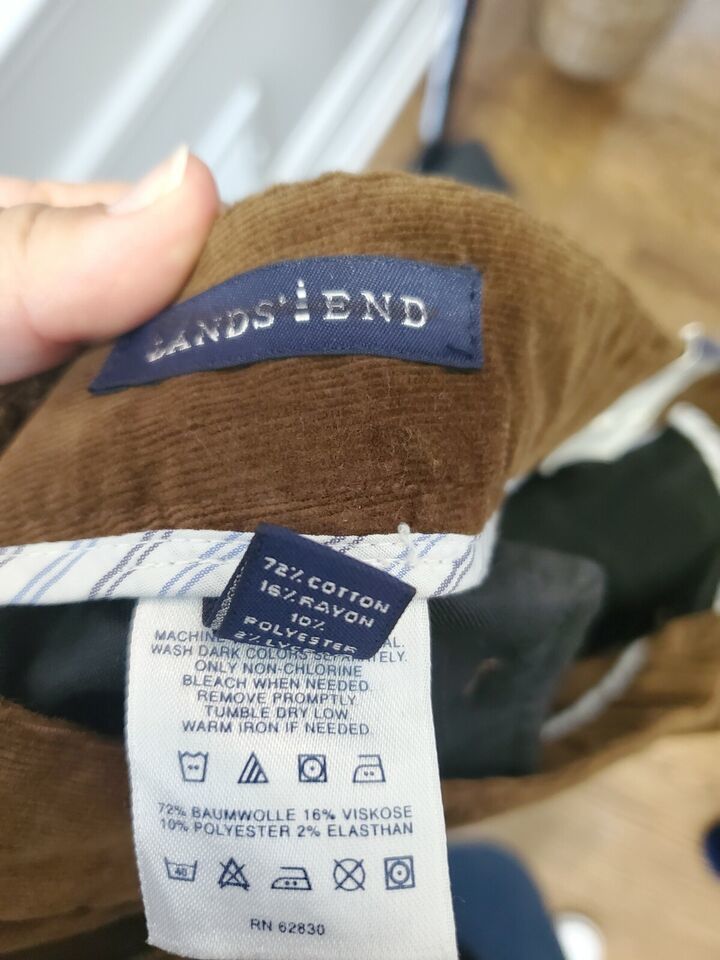 LANDS' END
72% COTTON
16% RAYON
10%
POLYESTER
WASH DARK COLORS SEPARATELY.
ONLY NON-CHLORINE
BLEACH WHEN NEEDED
REMOVE PROMPTLY
TUMBLE DRY LOW
WARM IRON IF NEEDED
72% BAUMWOLLE 16% VISKOSE
10% POLYESTER 2% ELASTHAN
40
RN 62830